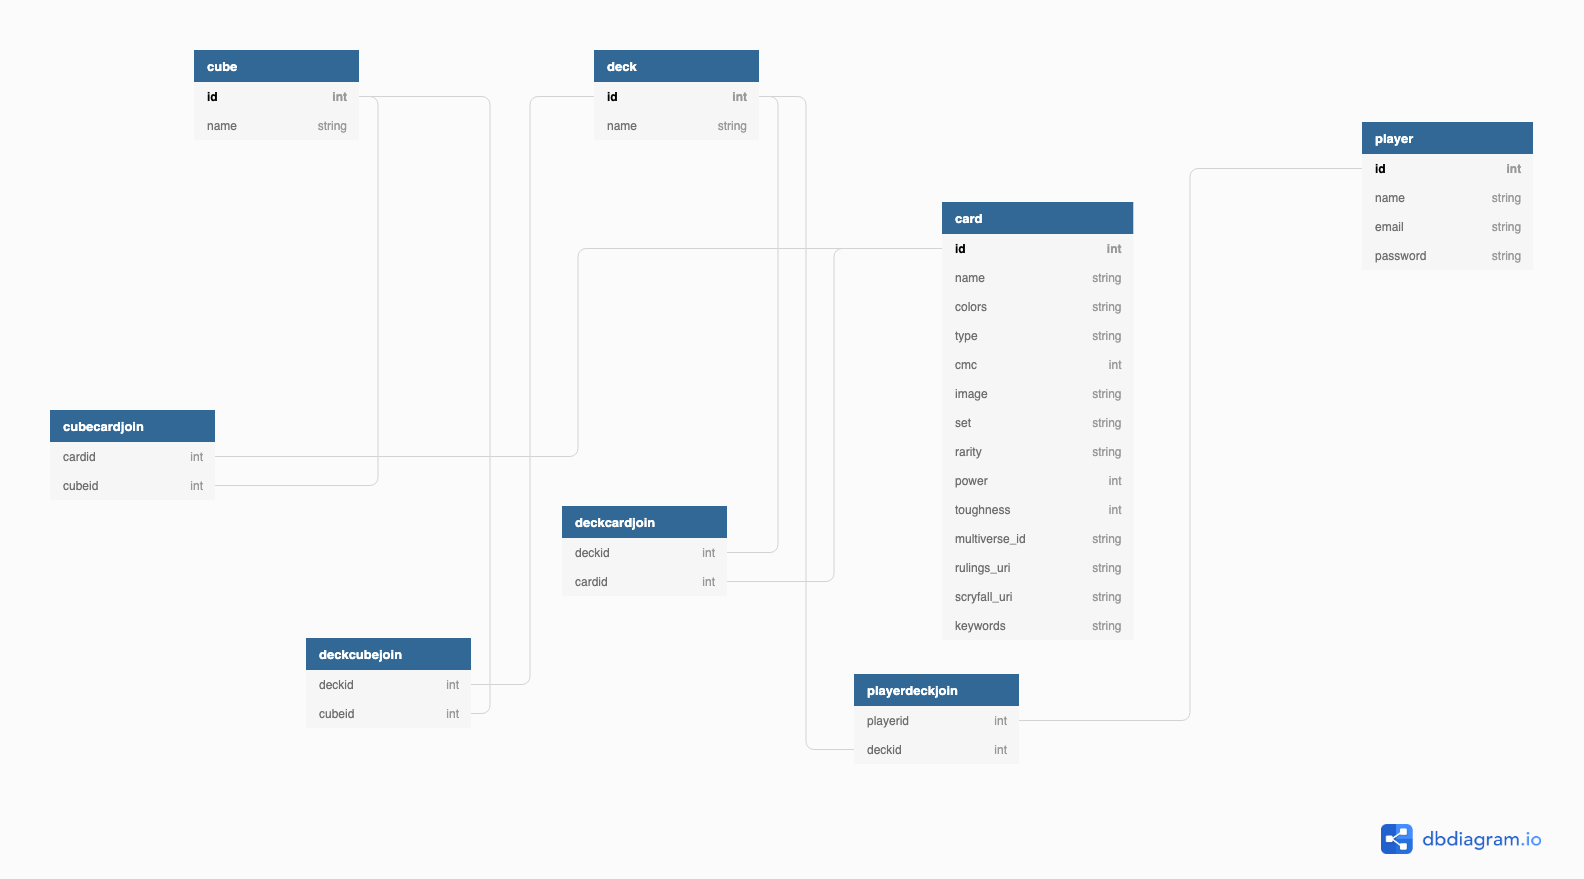 cube
id int
name string
deck
id int
name string
player
id int
name string
email string
password string
card
id int
name string
colors string
type string
cmc int
image string
set string
rarity string
power int
toughness int
multiverse_id string
rulings_uri string
scryfall_uri string
keywords string
cubecardjoin
cardid int
cubeid int
deckcardjoin
deckid int
cardid int
deckcubejoin
deckid int
cubeid int
playerdeckjoin
playerid int
deckid int
dbdiagram.io